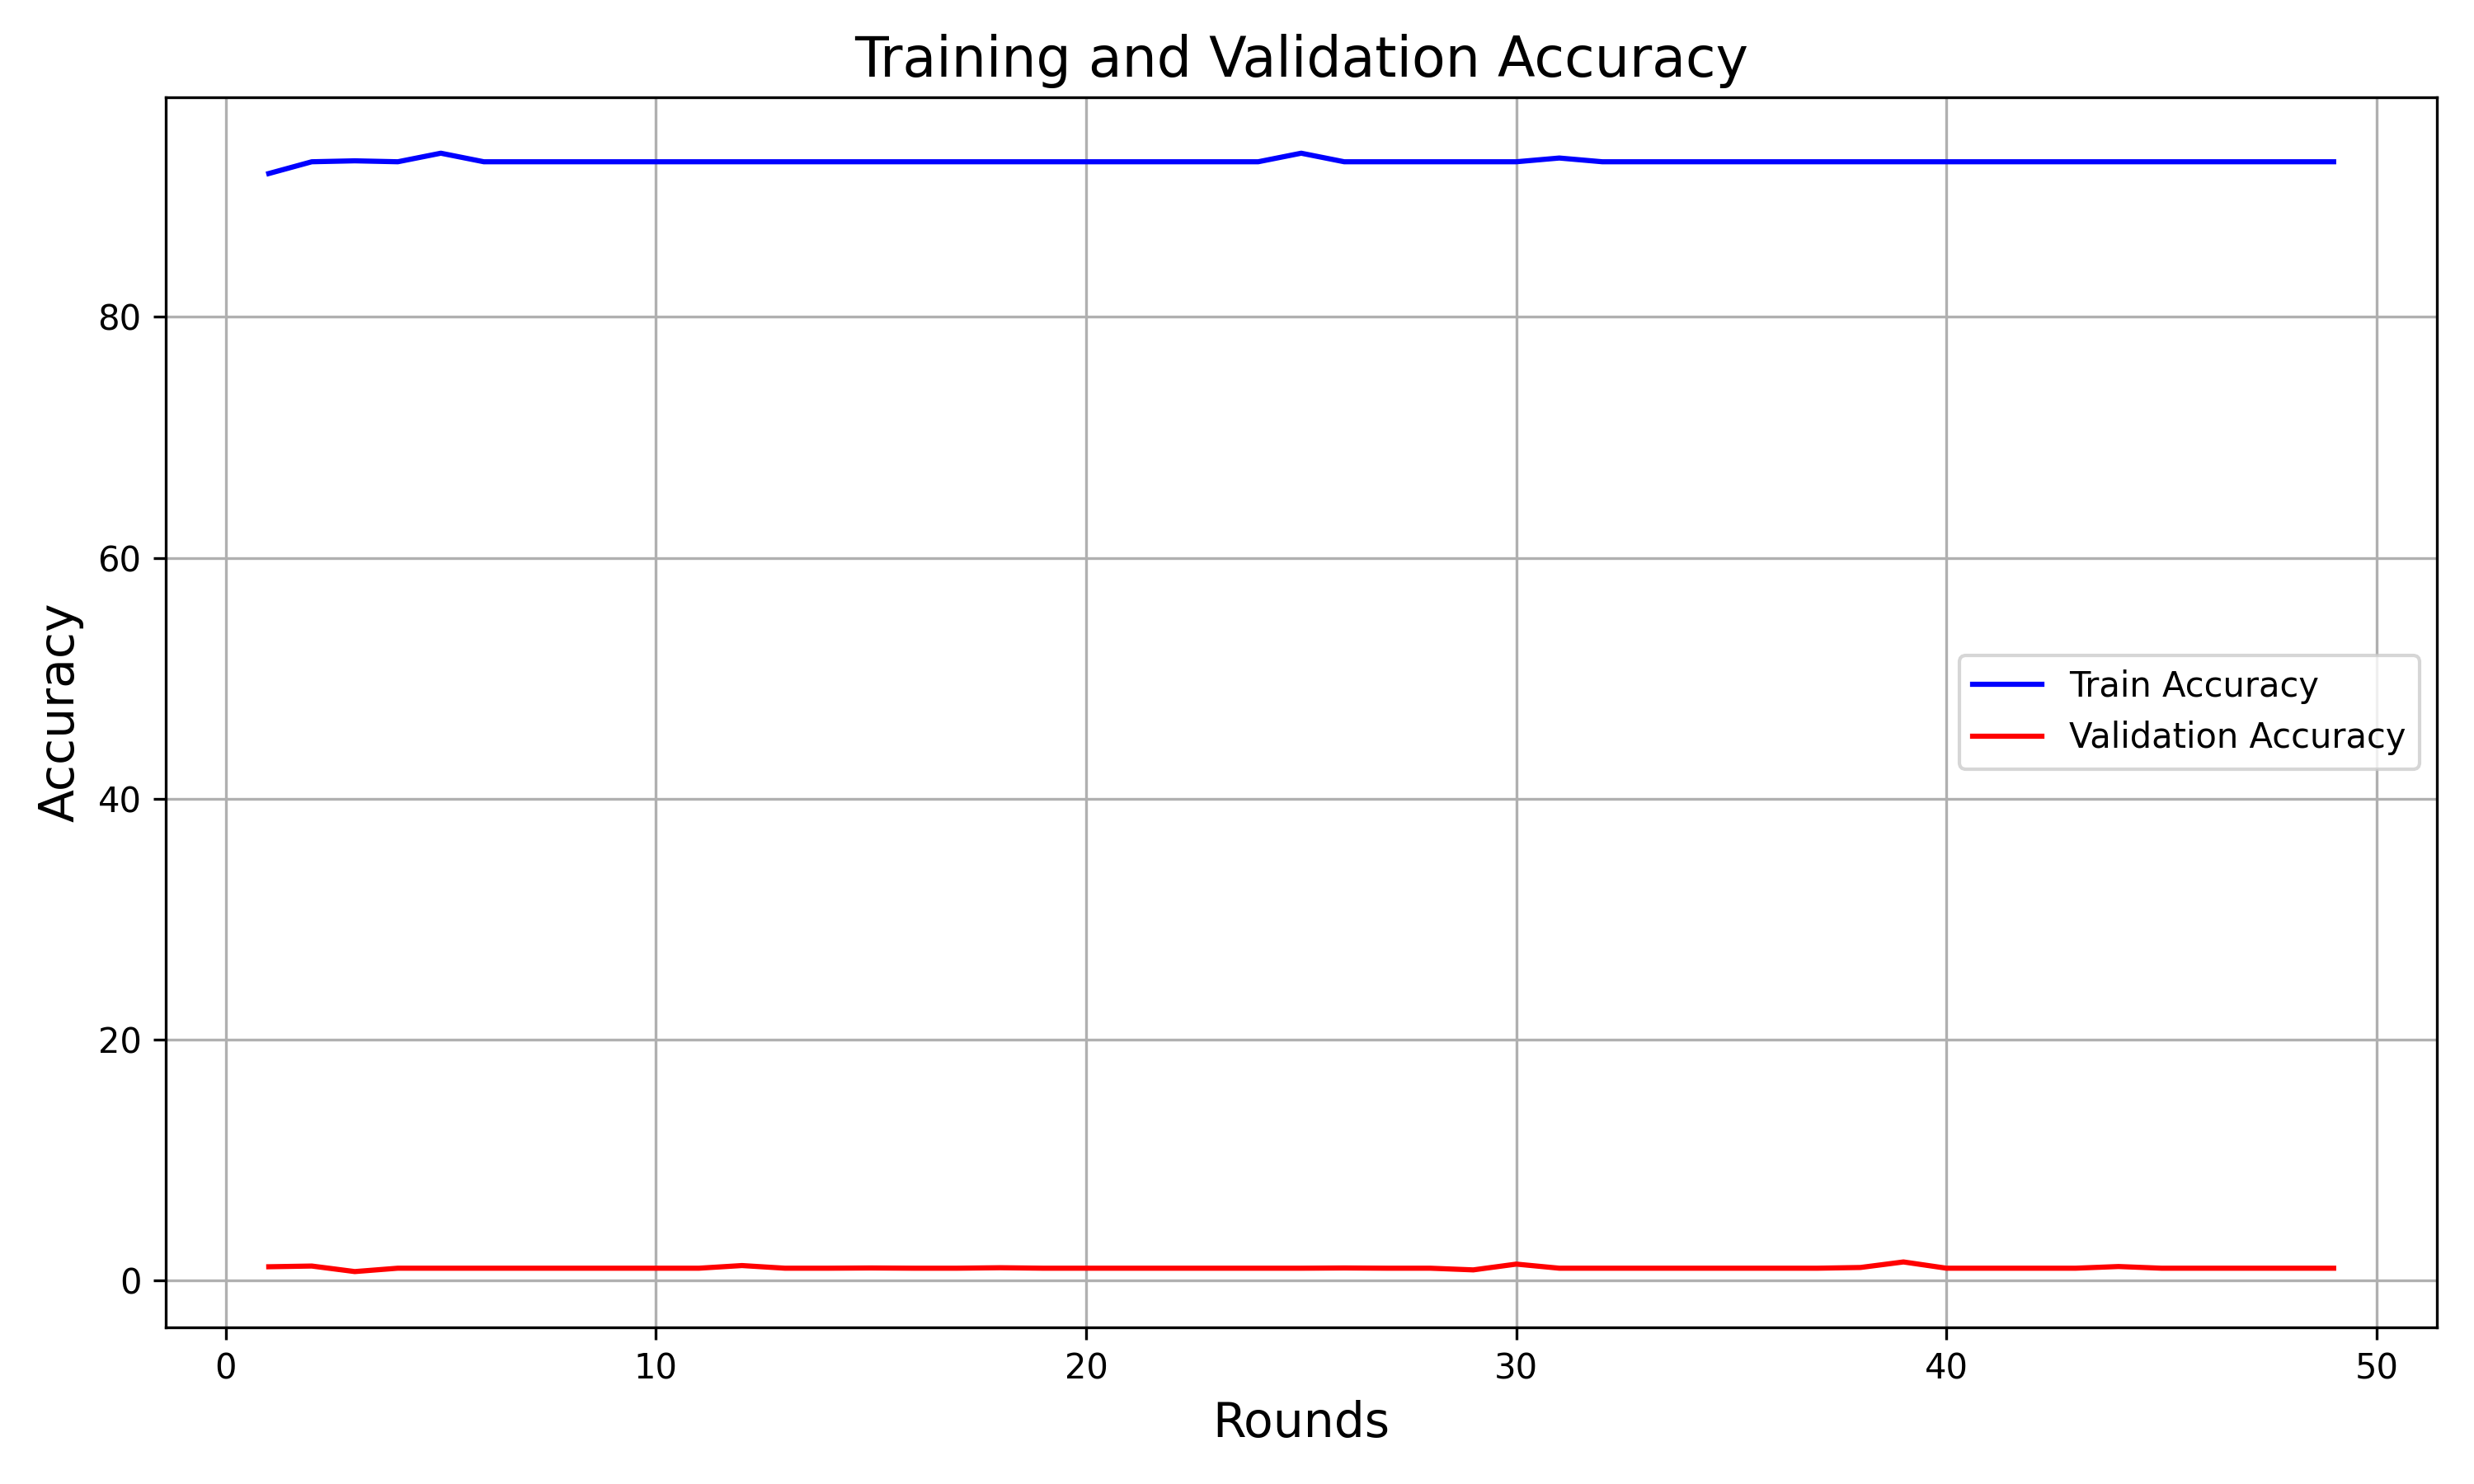 Training and Validation Accuracy
Accuracy
80
60
40
20
0
Train Accuracy
Validation Accuracy
0 10 20 30 40 50
Rounds